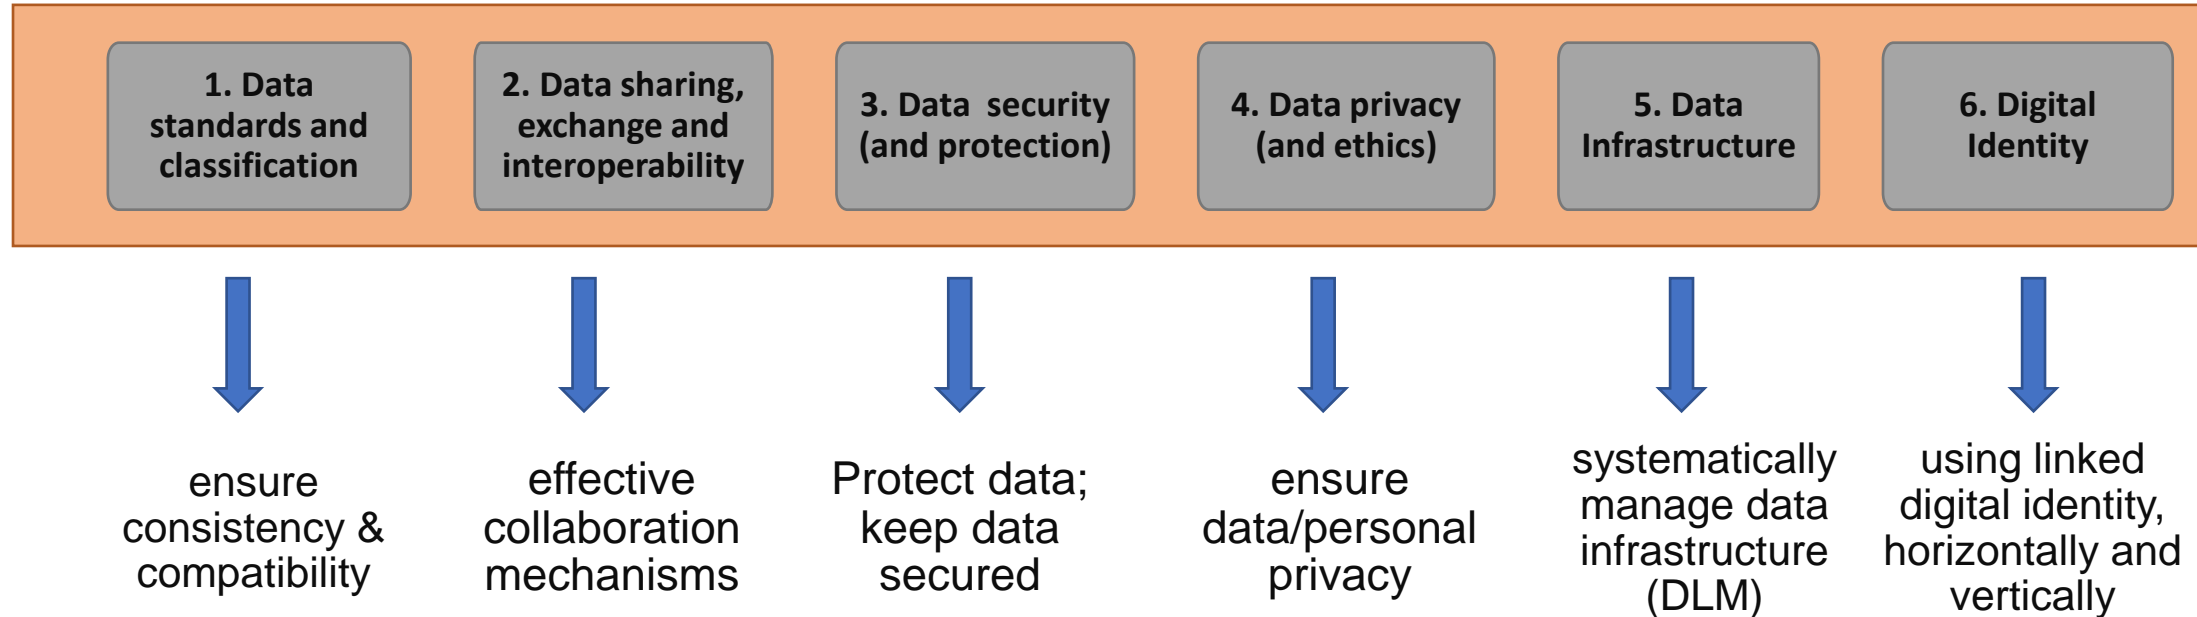 1. Data
standards and
classification
2. Data sharing,
exchange and
interoperability
3. Data  security
(and protection)
4. Data privacy
(and ethics)
5. Data
Infrastructure
6. Digital
Identity
ensure
consistency &
compatibility
effective
collaboration
mechanisms
Protect data;
keep data
secured
ensure
data/personal
privacy
systematically
manage data
infrastructure
(DLM)
using linked
digital identity,
horizontally and
vertically